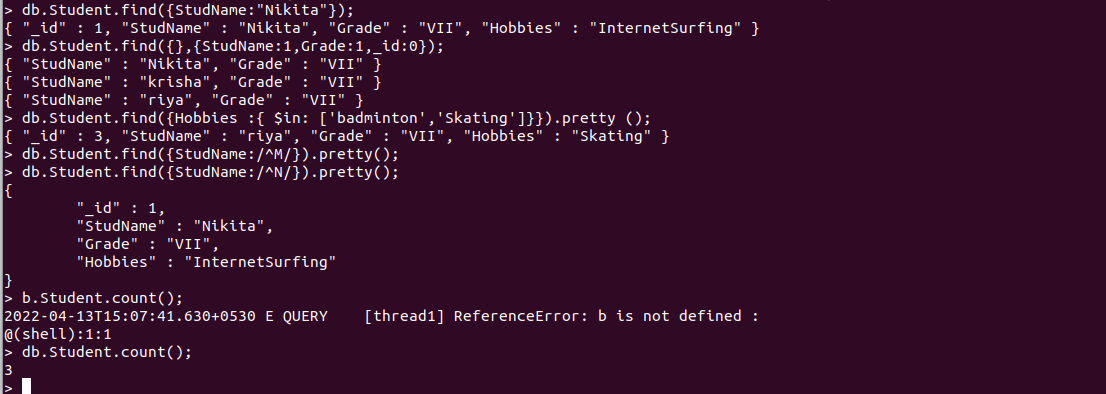 > db.Student.find({StudName:"Nikita"});
{ "_id" : 1, "StudName" : "Nikita", "Grade" : "VII", "Hobbies" : "InternetSurfing" }
> db.Student.find({},{StudName:1,Grade:1,_id:0});
{ "StudName" : "Nikita", "Grade" : "VII" }
{ "StudName" : "krisha", "Grade" : "VII" }
{ "StudName" : "riya", "Grade" : "VII" }
> db.Student.find({Hobbies :{ $in: ['badminton','Skating']}}).pretty ();
{ "_id" : 3, "StudName" : "riya", "Grade" : "VII", "Hobbies" : "Skating" }
> db.Student.find({StudName:/^M/}).pretty();
> db.Student.find({StudName:/^N/}).pretty();
{
        "_id" : 1,
        "StudName" : "Nikita",
        "Grade" : "VII",
        "Hobbies" : "InternetSurfing"
}
> b.Student.count();
2022-04-13T15:07:41.630+0530 E QUERY    [thread1] ReferenceError: b is not defined :
@(shell):1:1
> db.Student.count();
3
>